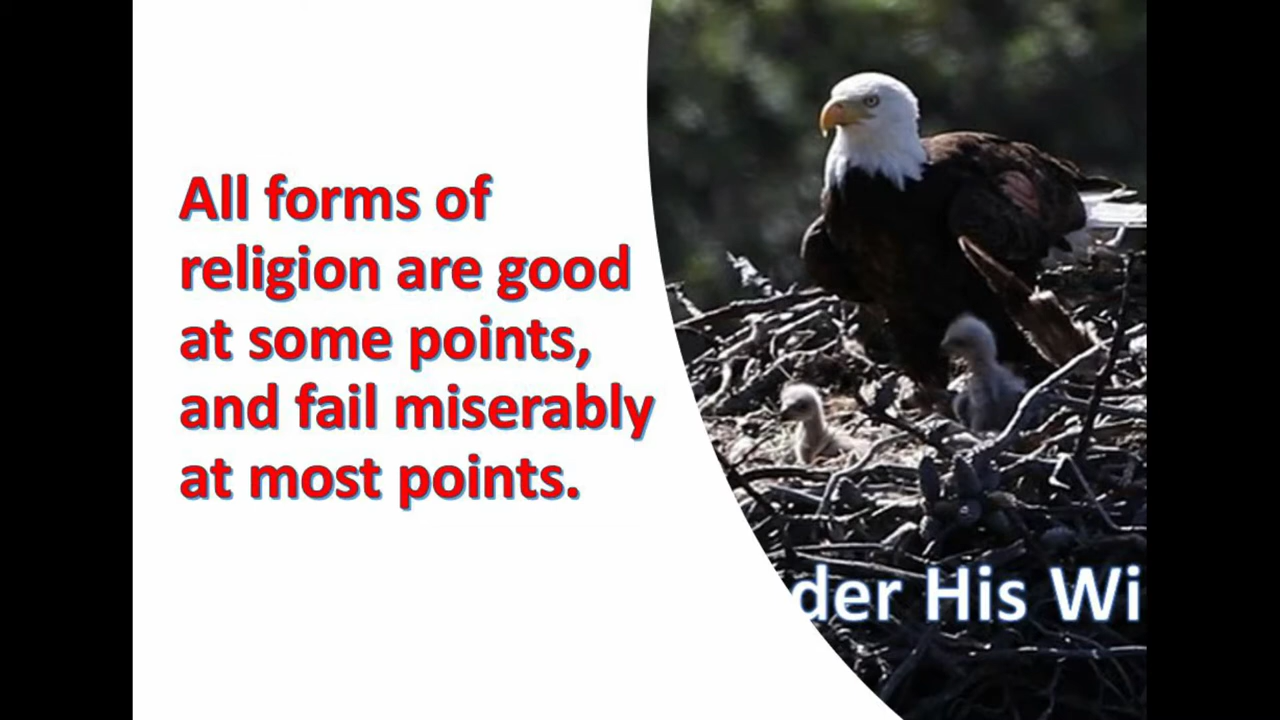 All forms of
religion are good
at some points,
and fail miserably
at most points.
der His Wi